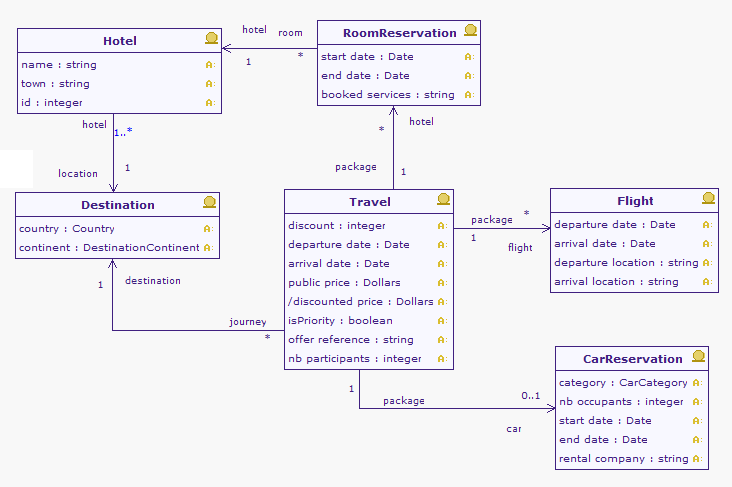 Hotel
name : string
A:
town : string
A:
id : integer
A:
hotel
room
1
*
RoomReservation
start date : Date
A:
end date : Date
A:
booked services : string
A:
hotel
1..*
1
location
*
hotel
package
1
Destination
country : Country
A:
continent : DestinationContinent
A:
1
destination
journey
*
Travel
discount : integer
A:
departure date : Date
A:
arrival date : Date
A:
public price : Dollars
A:
/discounted price : Dollars
A:
isPriority : boolean
A:
offer reference : string
A:
nb participants : integer
A:
package
*
1
flight
Flight
departure date : Date
A:
arrival date : Date
A:
departure location : string
A:
arrival location : string
A:
1
package
0..1
car
CarReservation
category : CarCategory
A:
nb occupants : integer
A:
start date : Date
A:
end date : Date
A:
rental company : string
A: